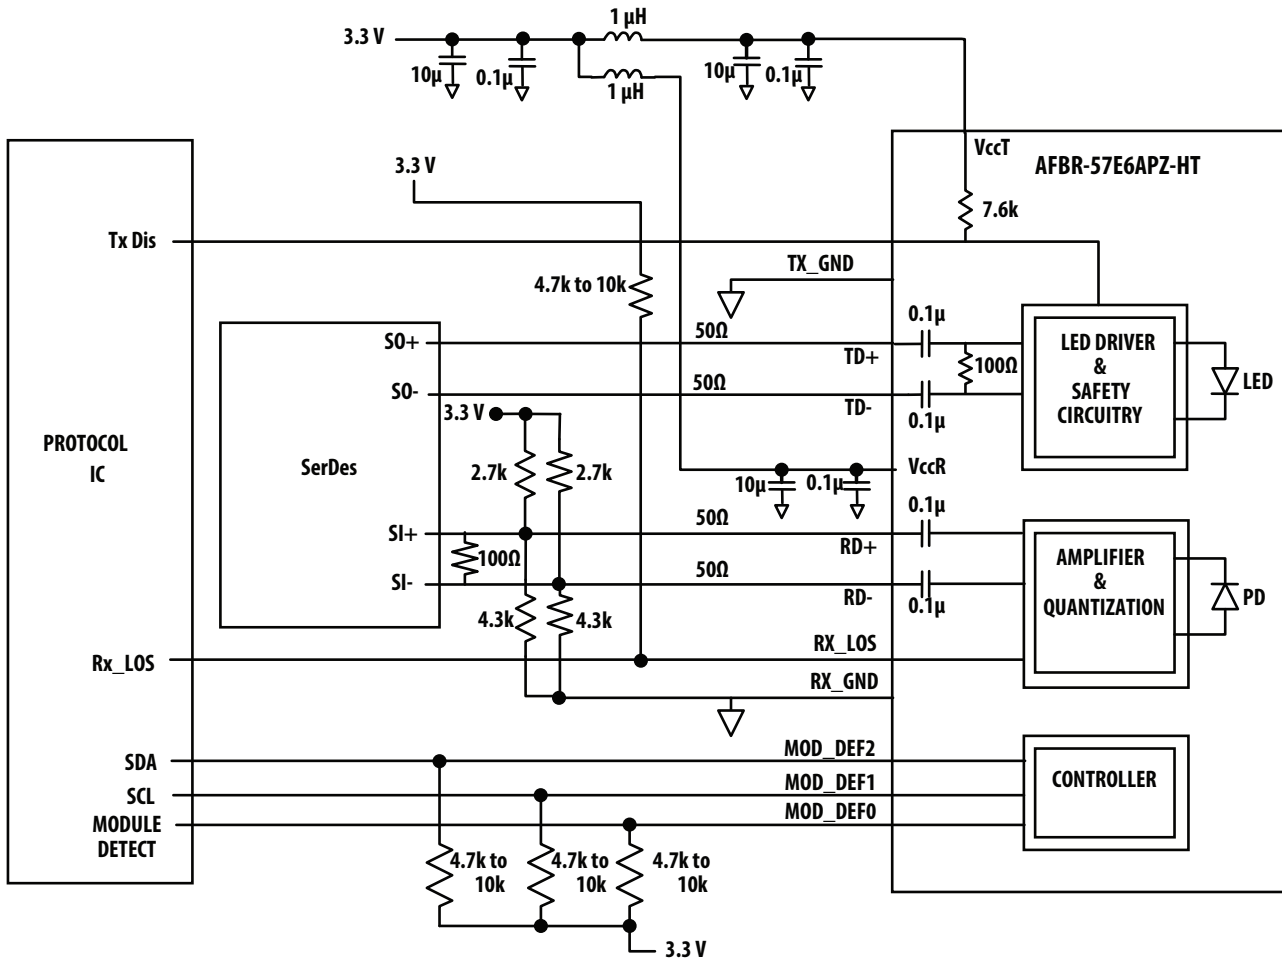 1 µH
3.3 V
10µ
0.1µ
1 µH
10µ
0.1µ
3.3 V
VccT
AFBR-57E6APZ-HT
7.6k
Tx Dis
TX_GND
4.7k to 10k
0.1µ
SO+
50Ω
TD+
100Ω
LED DRIVER
&
SAFETY
CIRCUITRY
LED
SO-
50Ω
TD-
0.1µ
3.3 V
PROTOCOL
IC
SerDes
2.7k
2.7k
VccR
10µ
0.1µ
0.1µ
SI+
50Ω
RD+
100Ω
AMPLIFIER
&
QUANTIZATION
PD
SI-
50Ω
RD-
0.1µ
4.3k
4.3k
Rx_LOS
RX_LOS
RX_GND
SDA
MOD_DEF2
SCL
MOD_DEF1
MODULE
DETECT
MOD_DEF0
CONTROLLER
4.7k to
10k
4.7k to
10k
4.7k to
10k
3.3 V